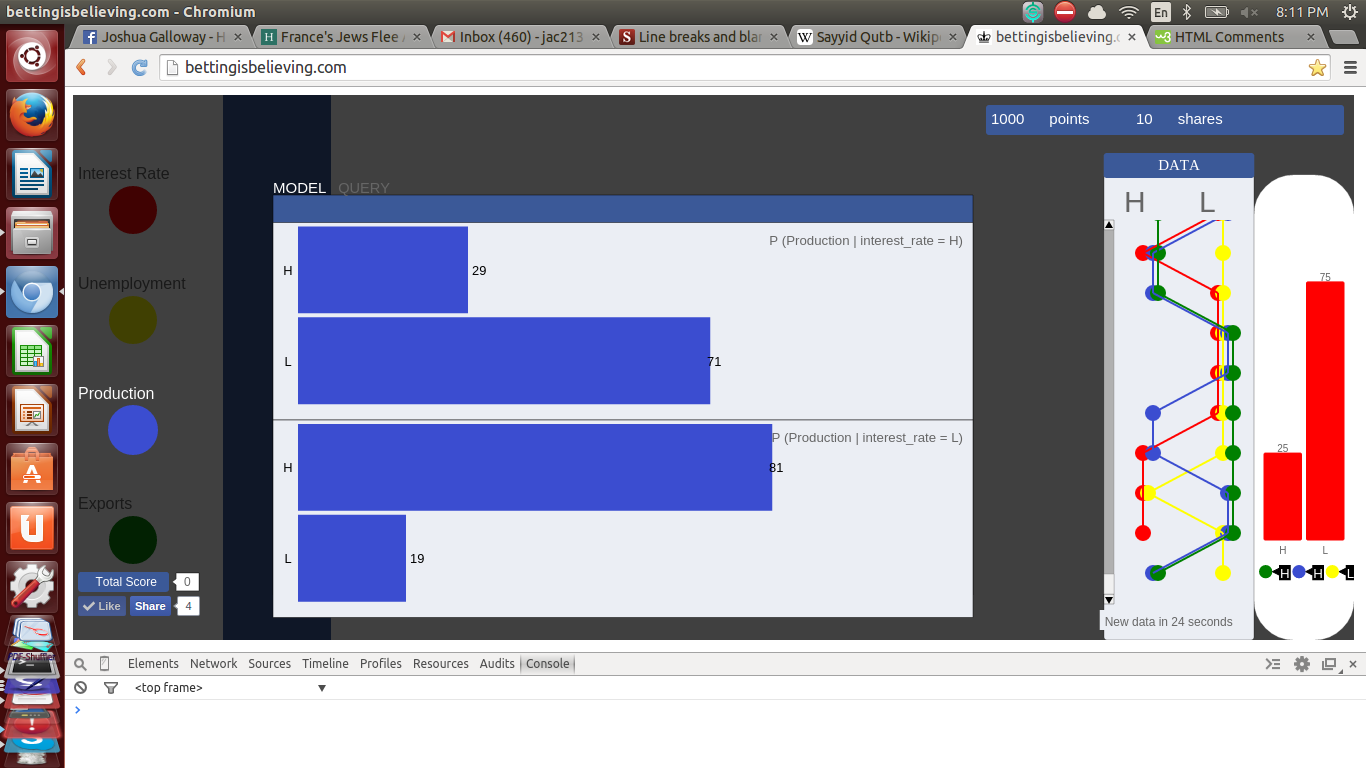 bettingisbelieving.com - Chromium
En
8:11 PM
Joshua Galloway - H
France's Jews Flee
Inbox (460) - jac213
Line breaks and bla
Sayyid Qutb - Wikip
bettingisbelieving.c
HTML Comments
bettingisbelieving.com
1000 points 10 shares
Interest Rate
Unemployment
Production
Exports
Total Score 0
Like Share 4
MODEL QUERY
P (Production | interest_rate = H)
H 29
L 71
P (Production | interest_rate = L)
H 81
L 19
DATA
H L
New data in 24 seconds
75
25
H L
H H L
Elements Network Sources Timeline Profiles Resources Audits Console
<top frame>